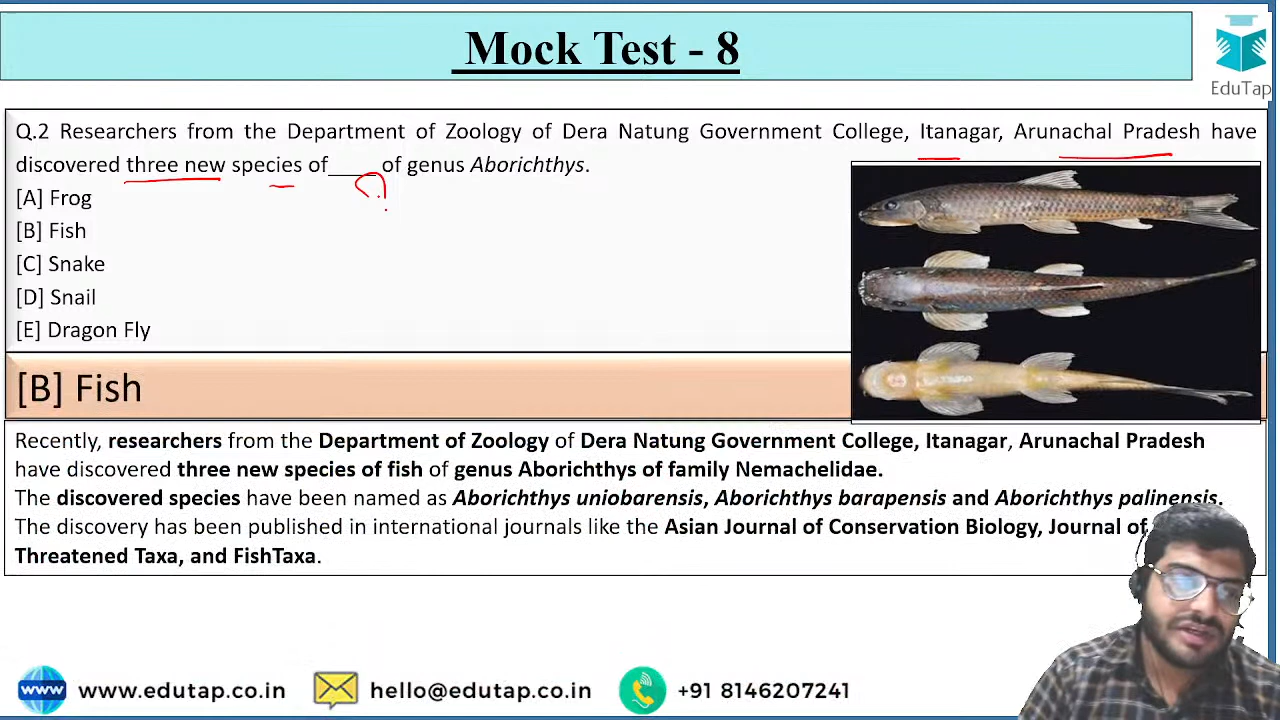 Mock Test - 8
EduTap
Q.2 Researchers from the Department of Zoology of Dera Natung Government College, Itanagar, Arunachal Pradesh have
discovered three new species of____ of genus Aborichthys.
[A] Frog
[B] Fish
[C] Snake
[D] Snail
[E] Dragon Fly
[B] Fish
Recently, researchers from the Department of Zoology of Dera Natung Government College, Itanagar, Arunachal Pradesh
have discovered three new species of fish of genus Aborichthys of family Nemachelidae.
The discovered species have been named as Aborichthys uniobarensis, Aborichthys barapensis and Aborichthys palinensis.
The discovery has been published in international journals like the Asian Journal of Conservation Biology, Journal of
Threatened Taxa, and FishTaxa.
www www.edutap.co.in hello@edutap.co.in +91 8146207241